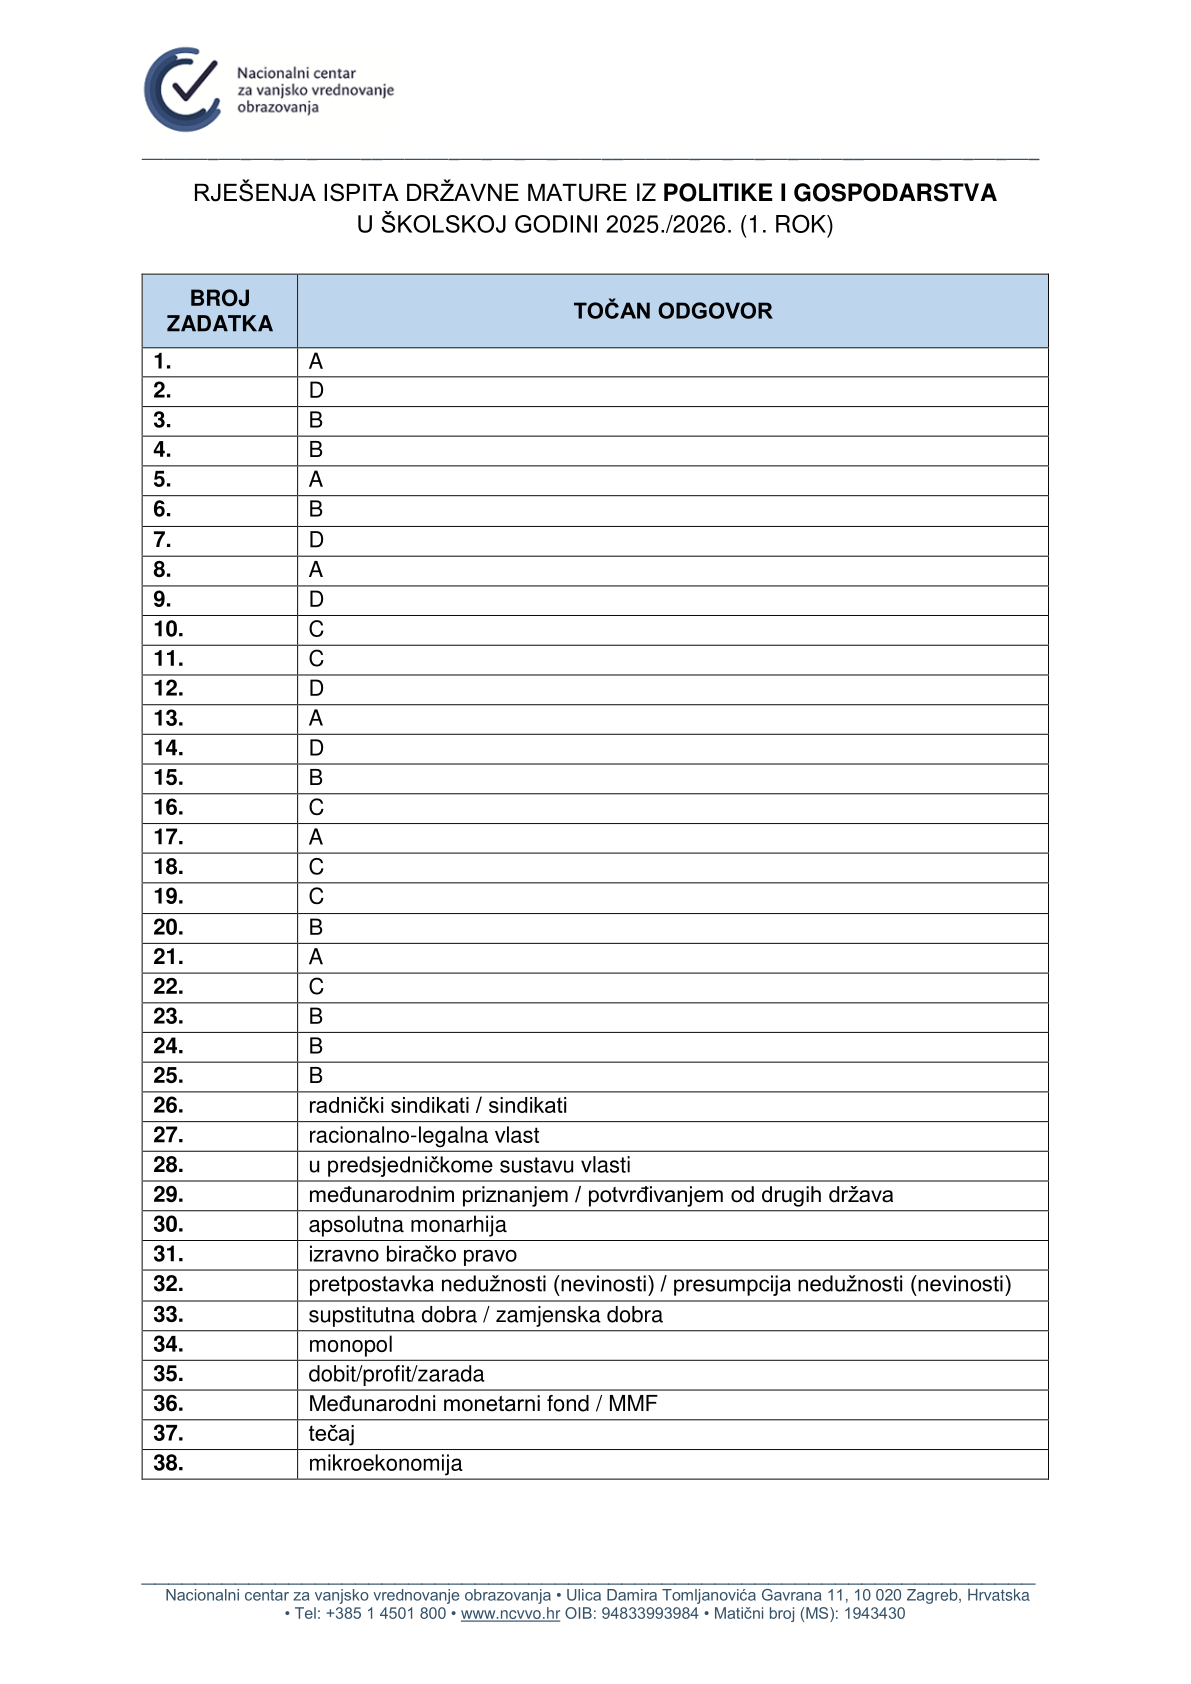 Nacionalni centar
za vanjsko vrednovanje
obrazovanja
RJEŠENJA ISPITA DRŽAVNE MATURE IZ POLITIKE I GOSPODARSTVA
U ŠKOLSKOJ GODINI 2025./2026. (1. ROK)
BROJ ZADATKA TOČAN ODGOVOR
1. A
2. D
3. B
4. B
5. A
6. B
7. D
8. A
9. D
10. C
11. C
12. D
13. A
14. D
15. B
16. C
17. A
18. C
19. C
20. B
21. A
22. C
23. B
24. B
25. B
26. radnički sindikati / sindikati
27. racionalno-legalna vlast
28. u predsjedničkome sustavu vlasti
29. međunarodnim priznanjem / potvrđivanjem od drugih država
30. apsolutna monarhija
31. izravno biračko pravo
32. pretpostavka nedužnosti (nevinosti) / presumpcija nedužnosti (nevinosti)
33. supstitutna dobra / zamjenska dobra
34. monopol
35. dobit/profit/zarada
36. Međunarodni monetarni fond / MMF
37. tečaj
38. mikroekonomija
Nacionalni centar za vanjsko vrednovanje obrazovanja • Ulica Damira Tomljanovića Gavrana 11, 10 020 Zagreb, Hrvatska
• Tel: +385 1 4501 800 • www.ncvvo.hr OIB: 94833993984 • Matični broj (MS): 1943430